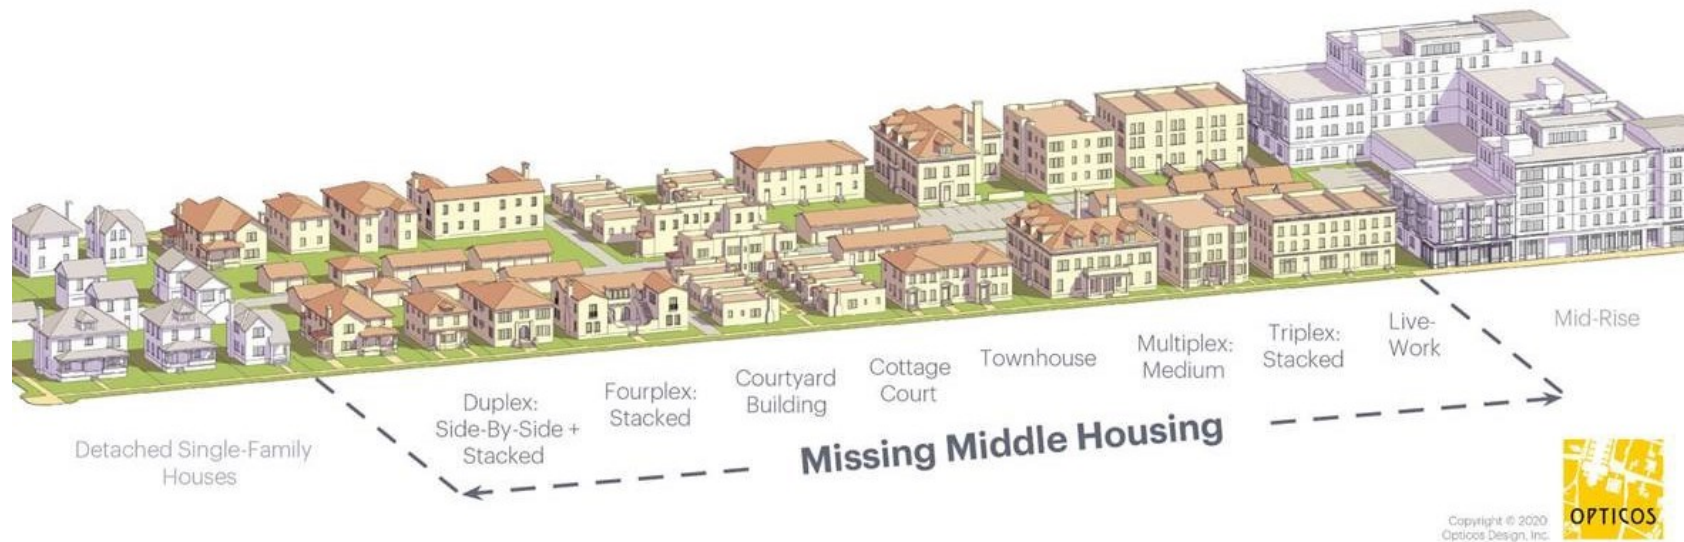 Detached Single-Family
Houses
Duplex:
Side-By-Side +
Stacked
Fourplex:
Stacked
Courtyard
Building
Cottage
Court
Townhouse
Multiplex:
Medium
Triplex:
Stacked
Live-
Work
Mid-Rise
Missing Middle Housing
OPTICOS
Copyright © 2020
Opticos Design, Inc.